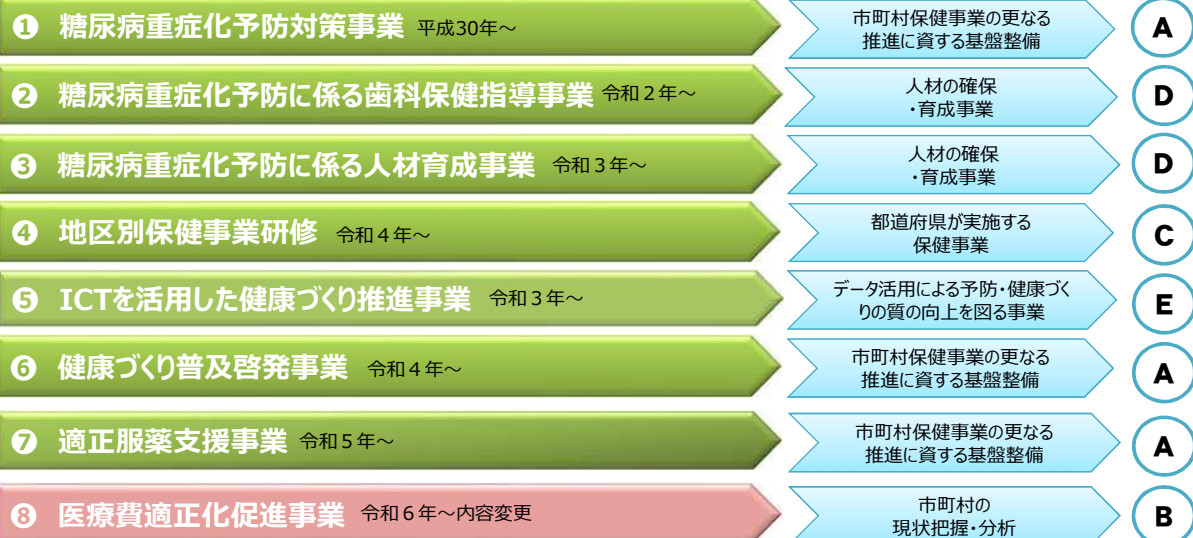 ❶ 糖尿病重症化予防対策事業 平成30年～
市町村保健事業の更なる
推進に資する基盤整備
A
❷ 糖尿病重症化予防に係る歯科保健指導事業 令和２年～
人材の確保
・育成事業
D
❸ 糖尿病重症化予防に係る人材育成事業 令和３年～
人材の確保
・育成事業
D
❹ 地区別保健事業研修 令和４年～
都道府県が実施する
保健事業
C
❺ ICTを活用した健康づくり推進事業 令和３年～
データ活用による予防・健康づく
りの質の向上を図る事業
E
❻ 健康づくり普及啓発事業 令和４年～
市町村保健事業の更なる
推進に資する基盤整備
A
❼ 適正服薬支援事業 令和５年～
市町村保健事業の更なる
推進に資する基盤整備
A
❽ 医療費適正化促進事業 令和６年～内容変更
市町村の
現状把握・分析
B